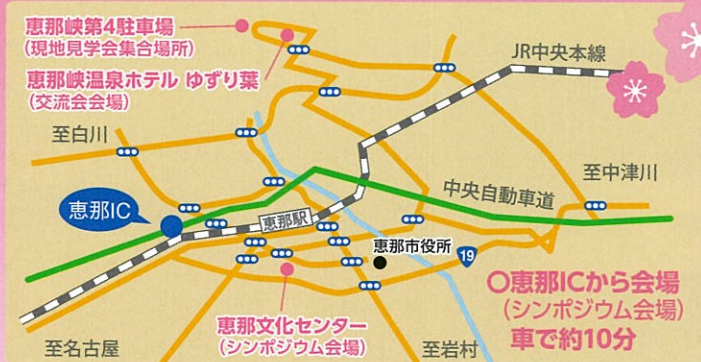 恵那峡第4駐車場
(現地見学会集合場所)
恵那峡温泉ホテル ゆずり葉
(交流会会場)
JR中央本線
至白川
至中津川
中央自動車道
恵那IC
恵那駅
恵那市役所
19
恵那文化センター
(シンポジウム会場)
○恵那ICから会場
(シンポジウム会場)
車で約10分
至名古屋
至岩村